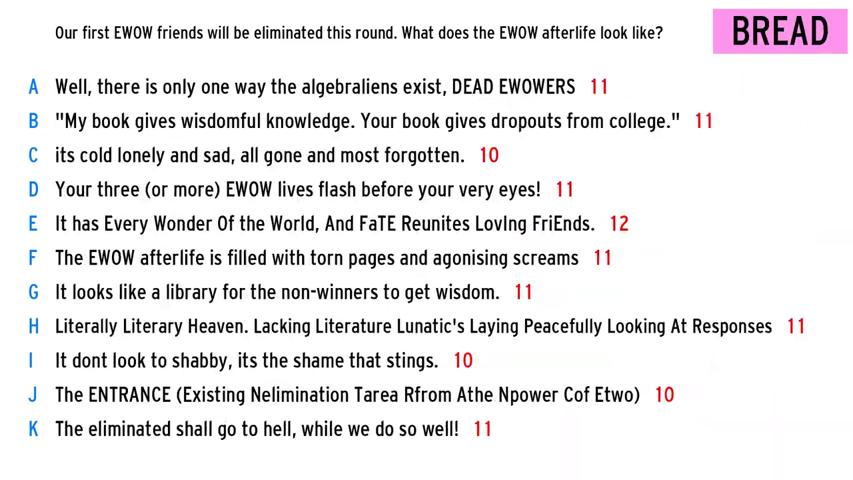 Our first EWOW friends will be eliminated this round. What does the EWOW afterlife look like?
BREAD
A Well, there is only one way the algebraliens exist, DEAD EWOWERS 11
B "My book gives wisdomful knowledge. Your book gives dropouts from college." 11
C its cold lonely and sad, all gone and most forgotten. 10
D Your three (or more) EWOW lives flash before your very eyes! 11
E It has Every Wonder Of the World, And FaTE Reunites LovIng FriEnds. 12
F The EWOW afterlife is filled with torn pages and agonising screams 11
G It looks like a library for the non-winners to get wisdom. 11
H Literally Literary Heaven. Lacking Literature Lunatic's Laying Peacefully Looking At Responses 11
I It dont look to shabby, its the shame that stings. 10
J The ENTRANCE (Existing Nelimination Tarea Rfrom Athe Npower Cof Etwo) 10
K The eliminated shall go to hell, while we do so well! 11